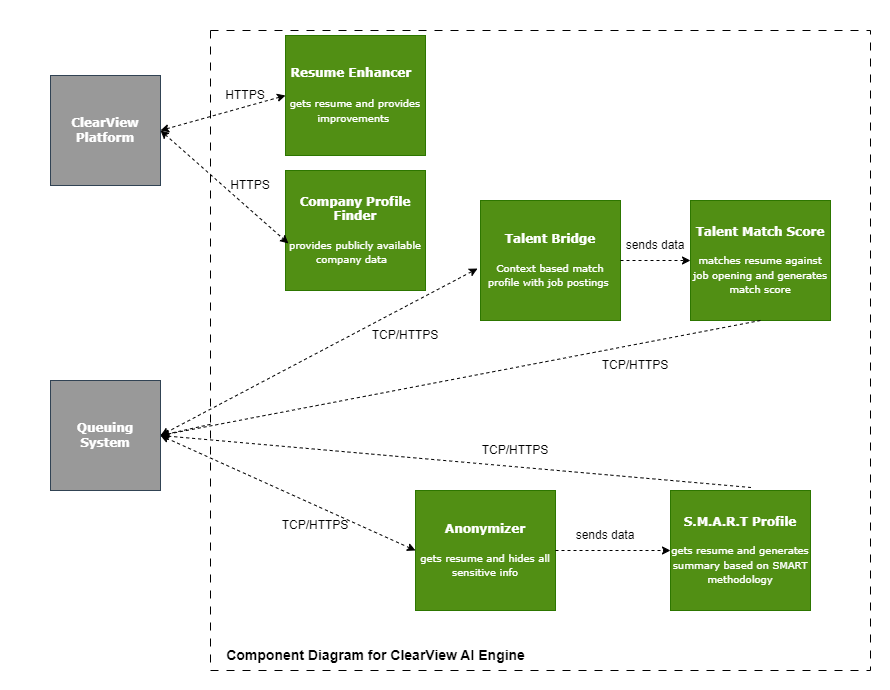 Resume Enhancer
gets resume and provides
improvements
HTTPS
ClearView
Platform
HTTPS
Company Profile
Finder
provides publicly available
company data
Talent Bridge
Context based match
profile with job postings
sends data
Talent Match Score
matches resume against
job opening and generates
match score
TCP/HTTPS
TCP/HTTPS
Queuing
System
TCP/HTTPS
TCP/HTTPS
Anonymizer
gets resume and hides all
sensitive info
sends data
S.M.A.R.T Profile
gets resume and generates
summary based on SMART
methodology
Component Diagram for ClearView AI Engine